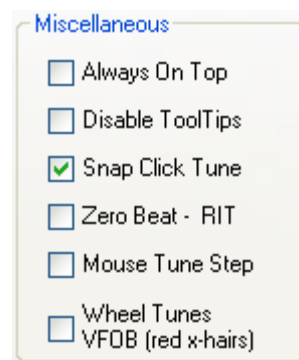 Miscellaneous
Always On Top
Disable ToolTips
Snap Click Tune
Zero Beat - RIT
Mouse Tune Step
Wheel Tunes
VFOB (red x-hairs)